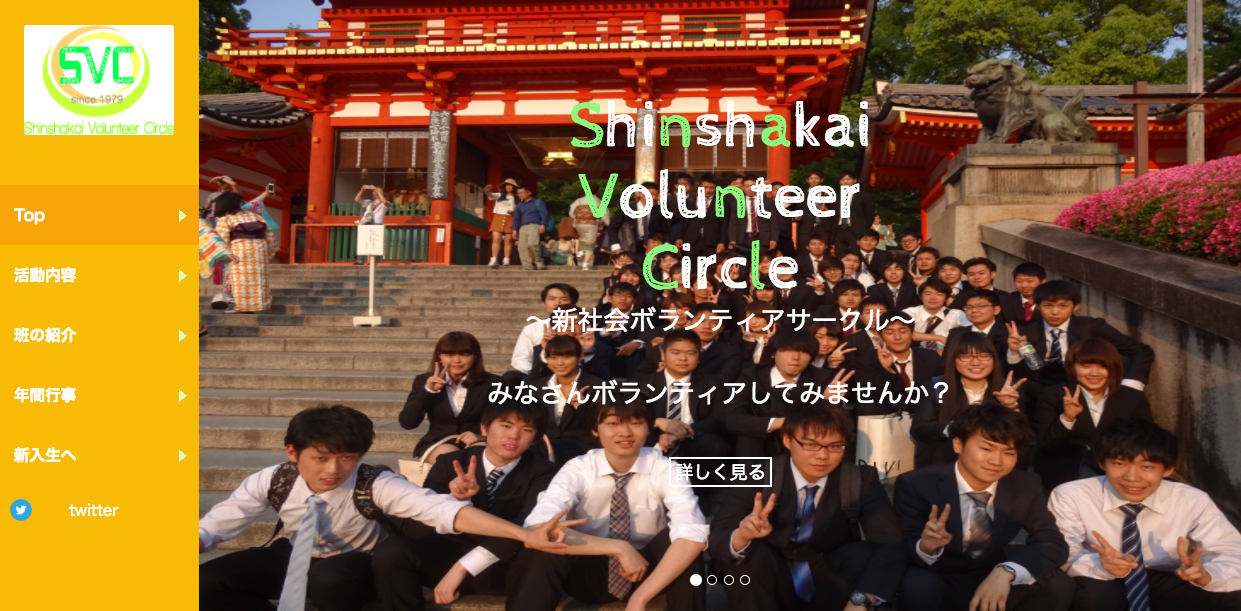 SVC
since 1979
Shinshakai Volunteer Circle
Top
活動内容
班の紹介
年間行事
新入生へ
twitter
Shinshakai
Volunteer
Circle
〜新社会ボランティアサークル〜
みなさんボランティアしてみませんか？
詳しく見る